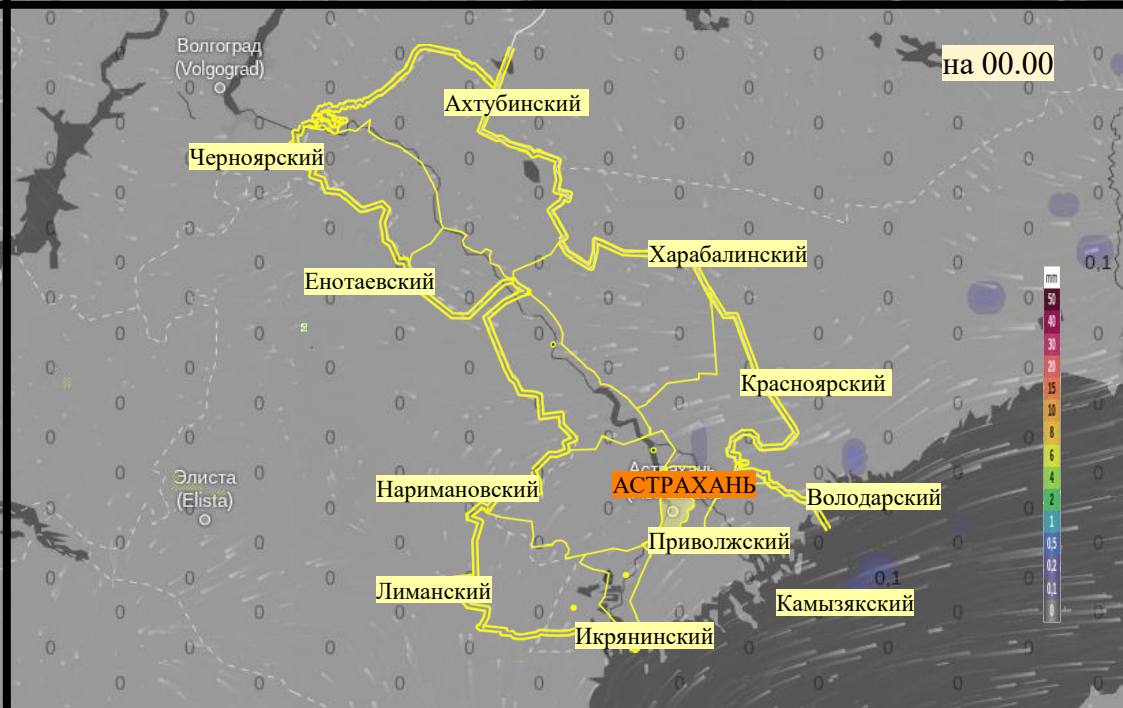 Волгоград
(Volgograd)
на 00.00
Ахтубинский
Черноярский
Харабалинский
Енотаевский
0,1
mm
50
40
30
20
15
10
8
6
4
2
1
0,5
0,2
0,1
0
Красноярский
Элиста
(Elista)
Астрахань
АСТРАХАНЬ
Наримановский
Володарский
Приволжский
0,1
Лиманский
Камызякский
Икрянинский